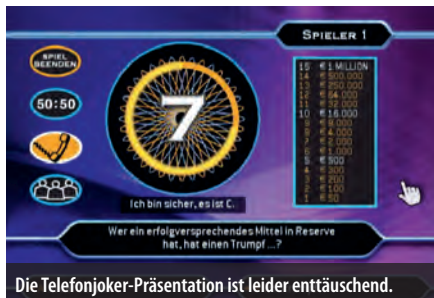 SPIELER 1
SPIEL
BEENDEN
50:50
7
15 € 1 MILLION
14 € 500.000
13 € 250.000
12 € 64.000
11 € 32.000
10 € 16.000
9 € 8.000
8 € 4.000
7 € 2.000
6 € 1.000
5 € 500
4 € 300
3 € 200
2 € 100
1 € 50
Ich bin sicher, es ist C.
Wer ein erfolgversprechendes Mittel in Reserve
hat, hat einen Trumpf ...?
Die Telefonjoker-Präsentation ist leider enttäuschend.